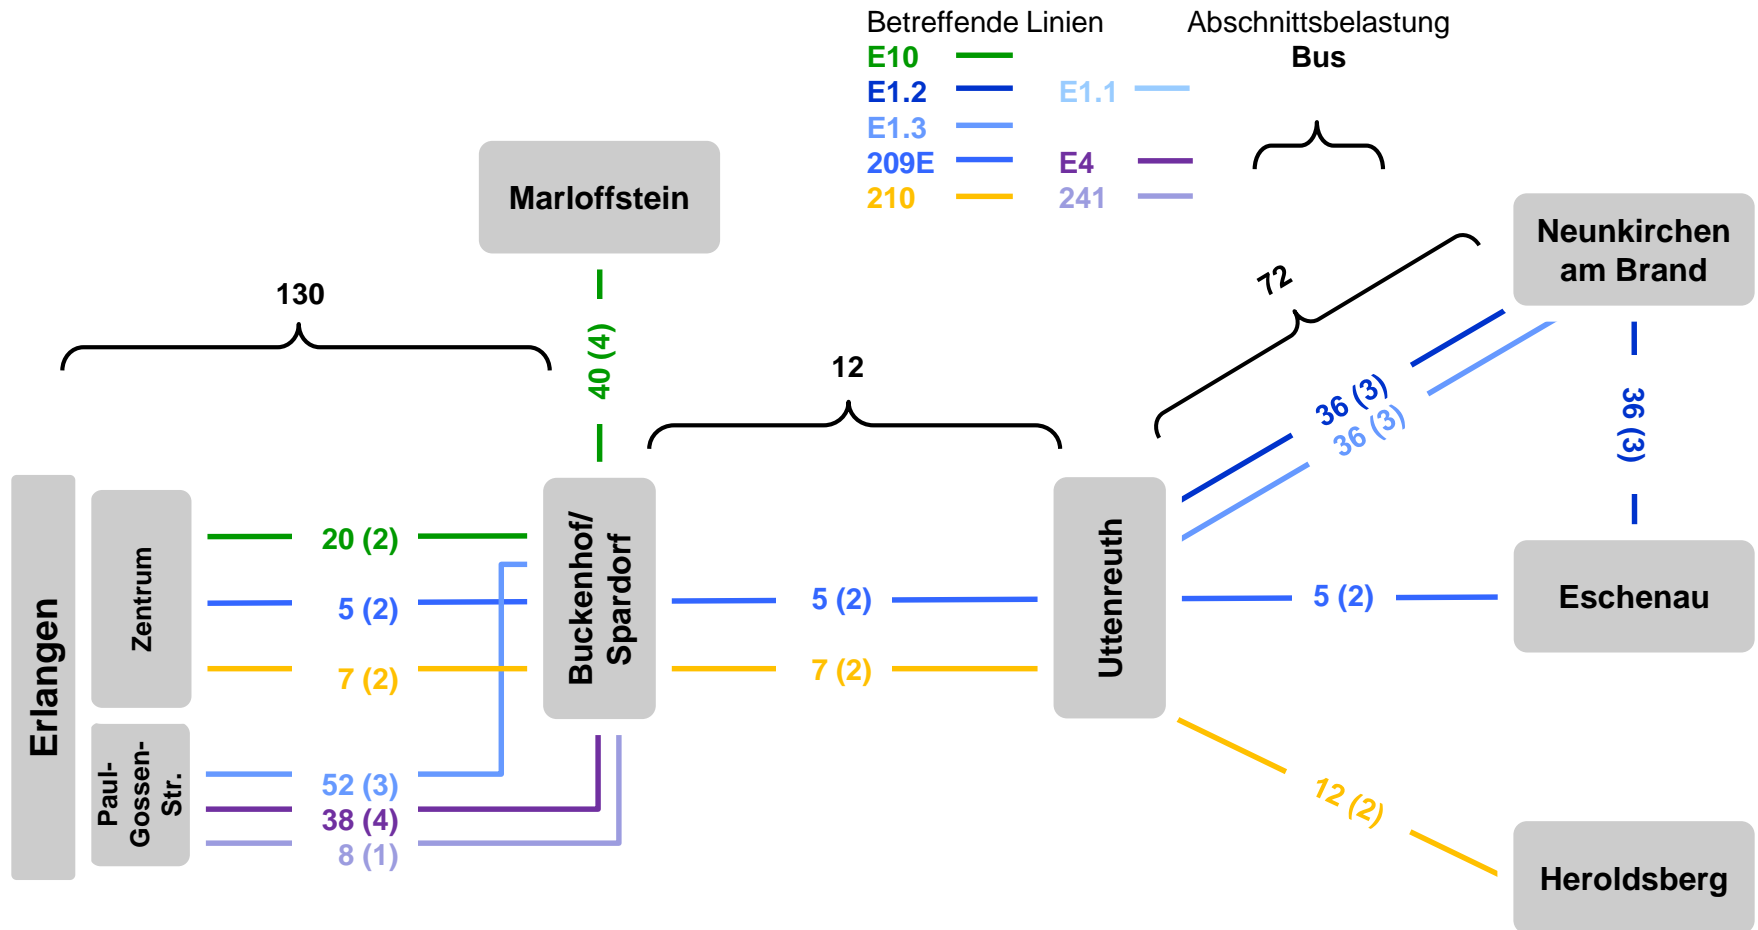 Betreffende Linien
Abschnittsbelastung
Bus
E10
E1.2
E1.1
E1.3
209E
E4
210
241
Marloffstein
Neunkirchen
am Brand
130
72
40 (4)
12
36 (3)
36 (3)
36 (3)
Erlangen
Zentrum
20 (2)
5 (2)
7 (2)
Buckenhof/
Spardorf
5 (2)
7 (2)
Uttenreuth
5 (2)
Eschenau
Paul-
Gossen-
Str.
52 (3)
38 (4)
8 (1)
12 (2)
Heroldsberg